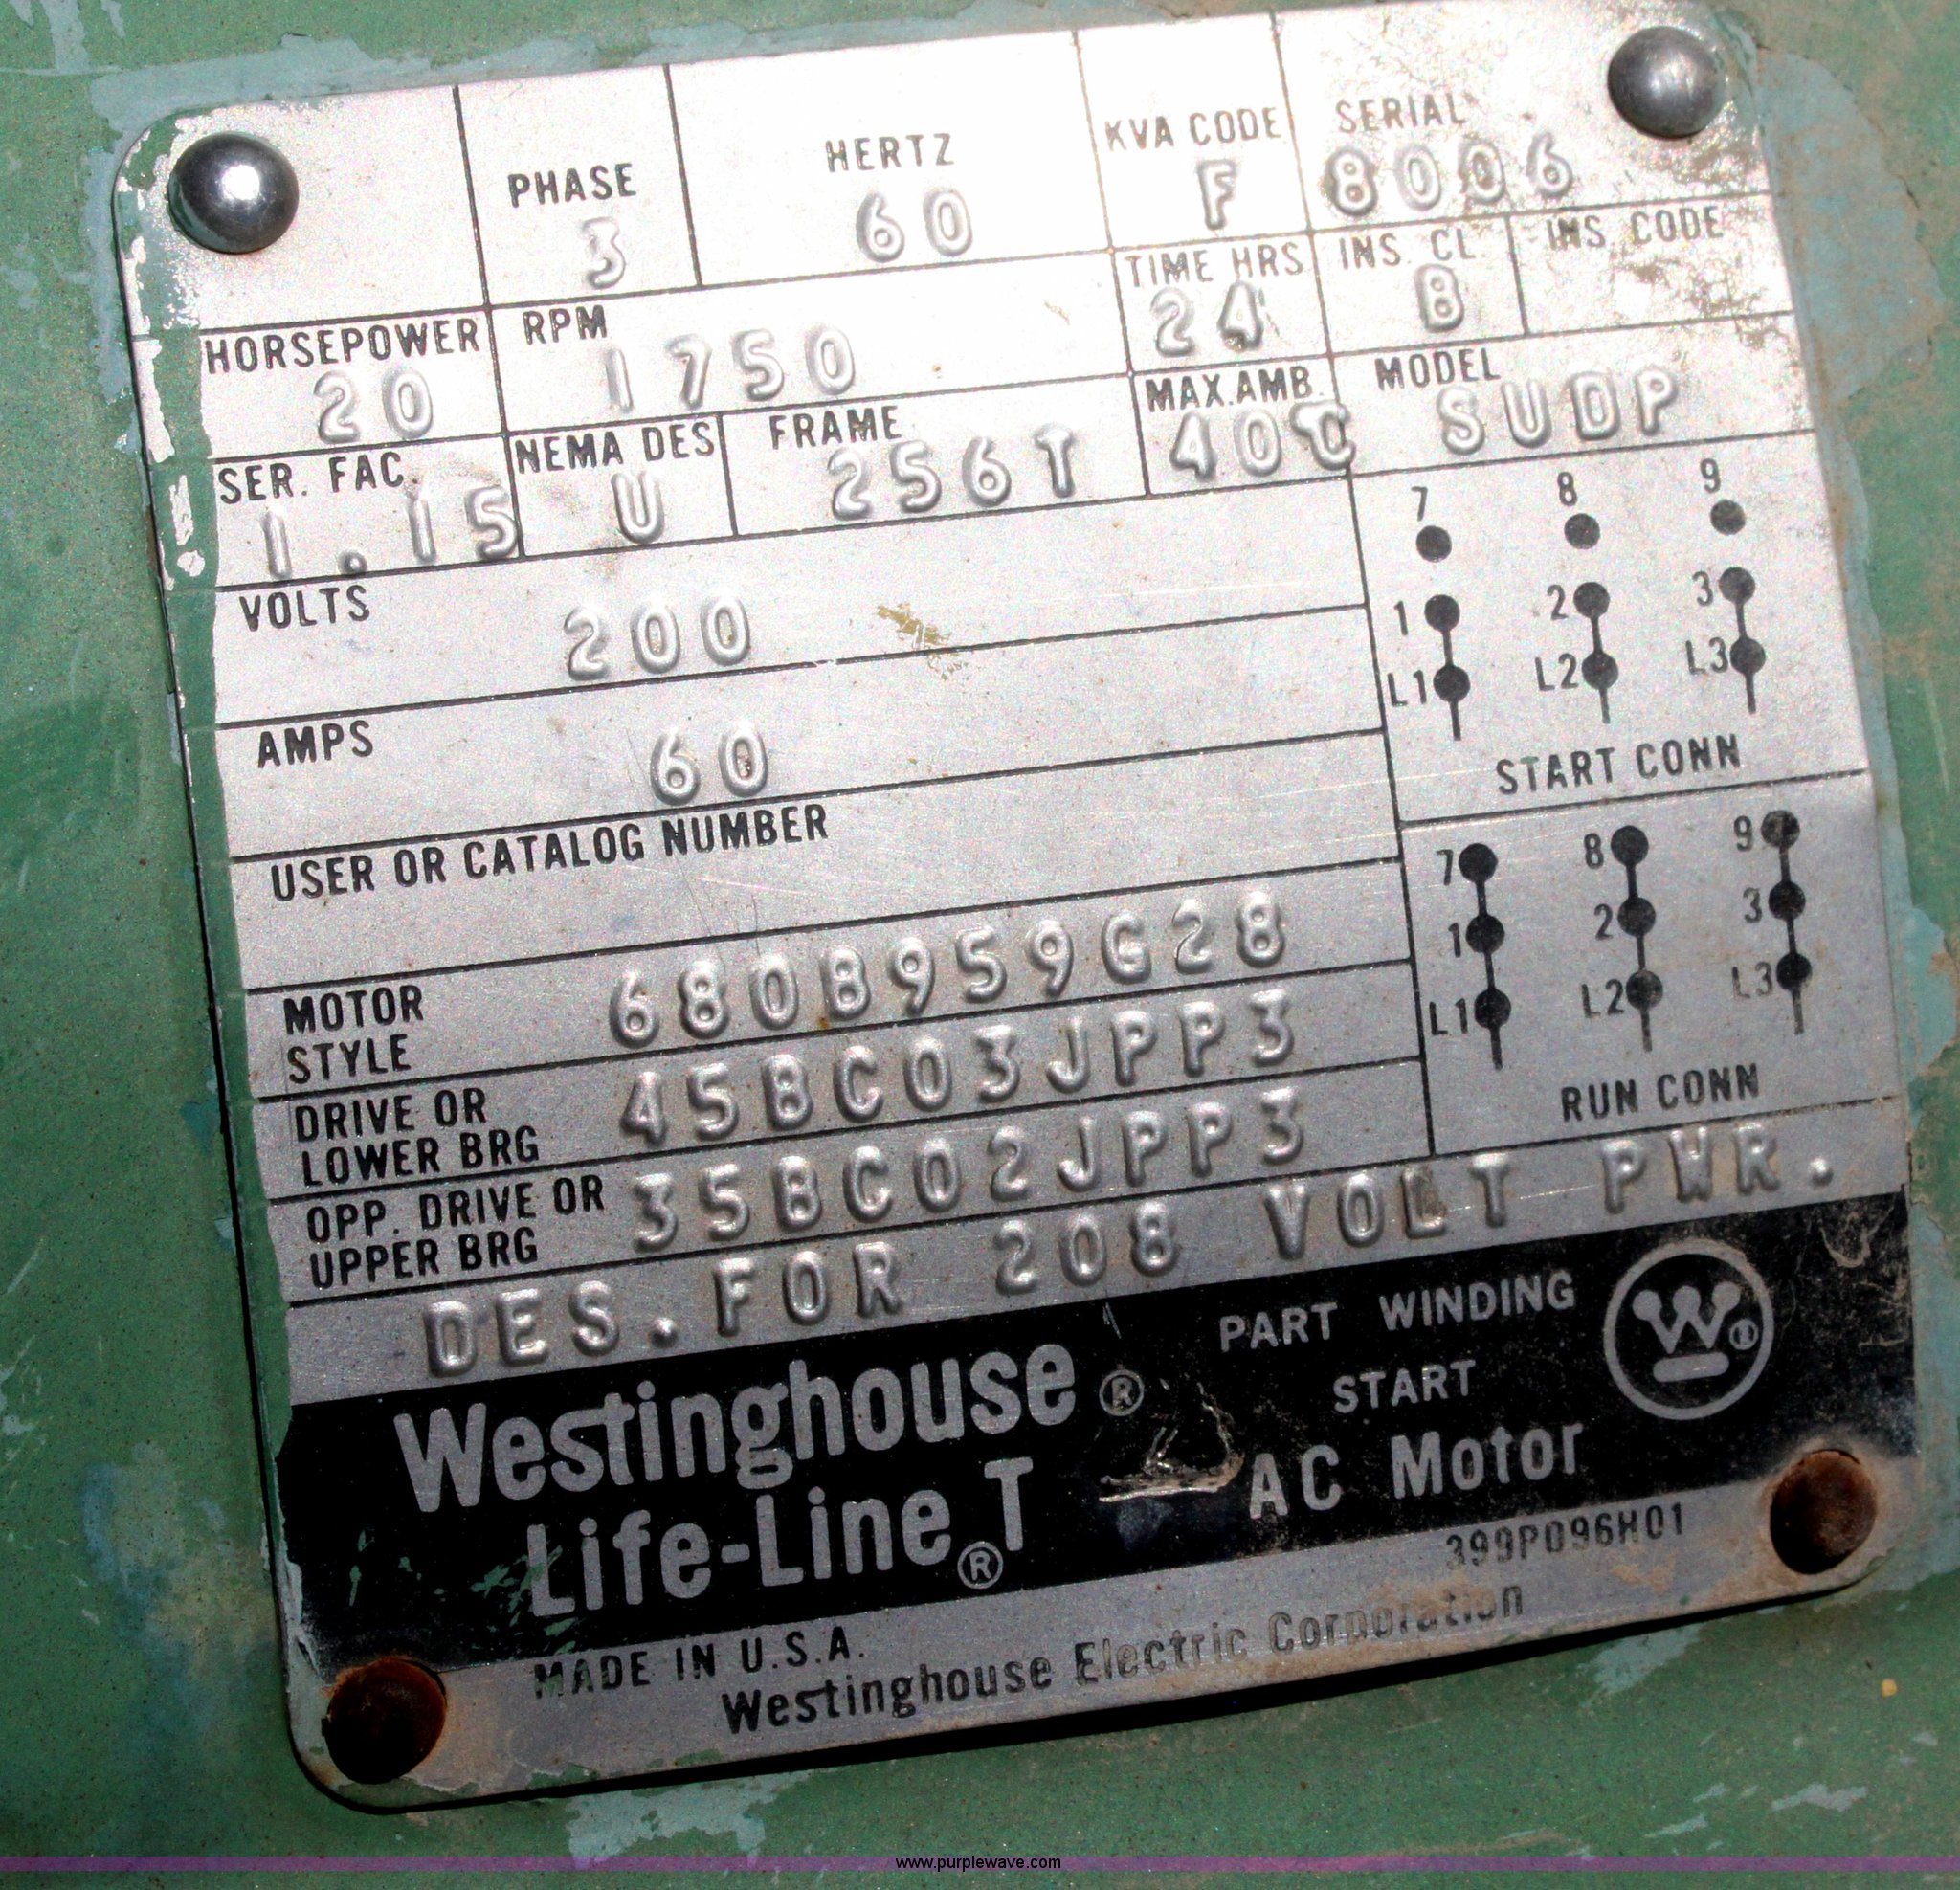 PHASE
3
HERTZ
60
KVA CODE
F
SERIAL
8006
HORSEPOWER
20
RPM
1750
TIME HRS
24
INS. CL.
B
INS. CODE
SER. FAC.
1.15
NEMA DES
U
FRAME
256T
MAX. AMB.
40°C
MODEL
SUDP
VOLTS
200
AMPS
60
USER OR CATALOG NUMBER
7 8 9
1 2 3
L1 L2 L3
START CONN
7 8 9
1 2 3
L1 L2 L3
RUN CONN
MOTOR
STYLE
680B959G28
DRIVE OR
LOWER BRG
45BC03JPP3
OPP. DRIVE OR
UPPER BRG
35BC02JPP3
DES. FOR 208 VOLT PWR.
Westinghouse ®
Life-Line ® T
PART WINDING
START
AC Motor
W ®
399P096H01
MADE IN U.S.A.
Westinghouse Electric Corporation
www.purplewave.com